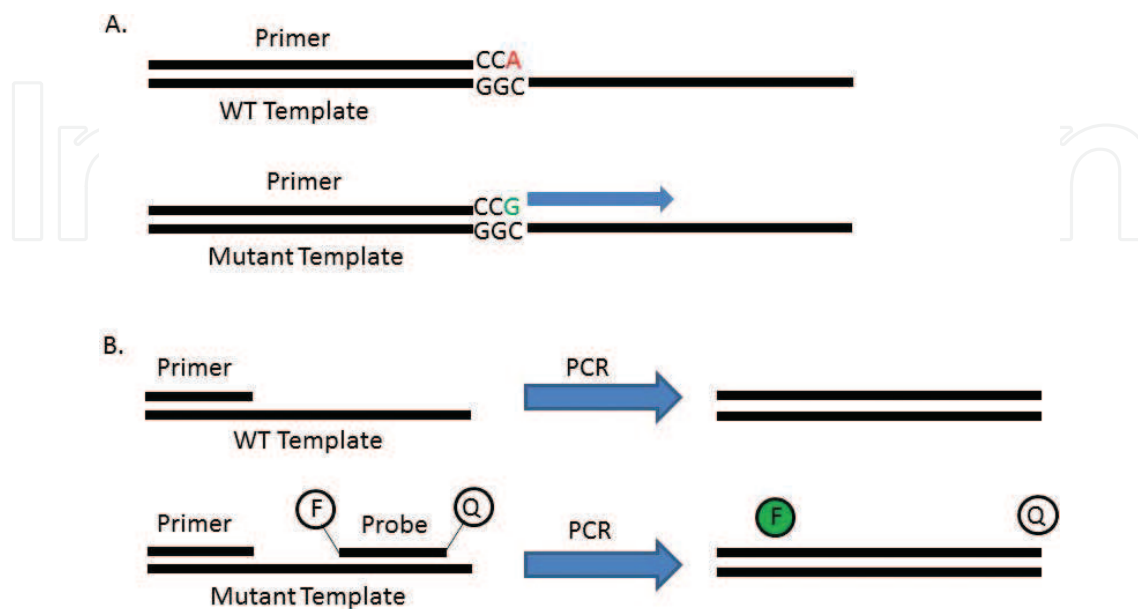 A.
Primer
CCA
GGC
WT Template
Primer
CCG
GGC
Mutant Template
B.
Primer
PCR
WT Template
F
Q
Primer
Probe
PCR
F
Q
Mutant Template